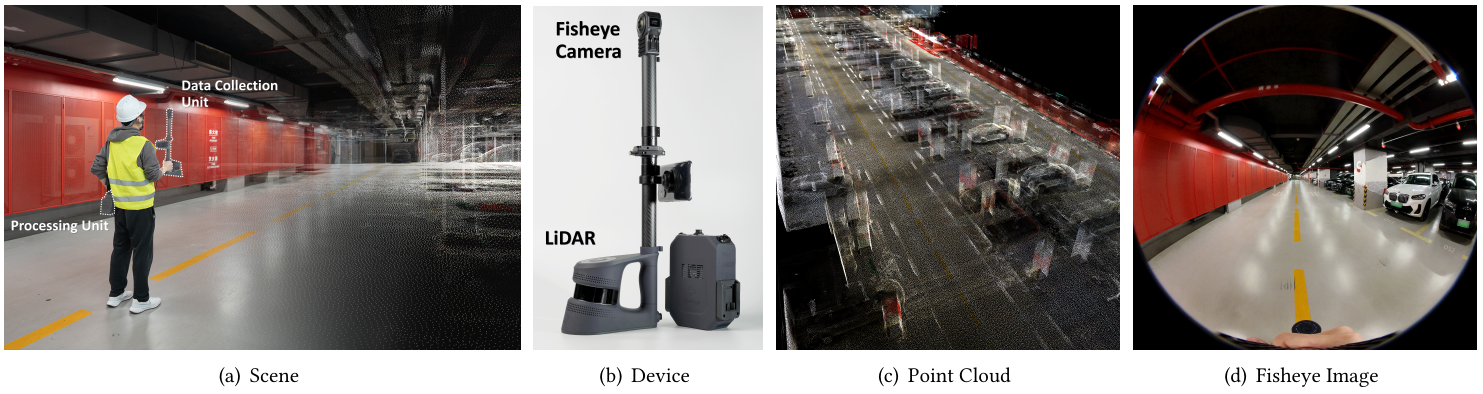 Data Collection
Unit
Processing Unit
Fisheye
Camera
LiDAR
(a) Scene
(b) Device
(c) Point Cloud
(d) Fisheye Image